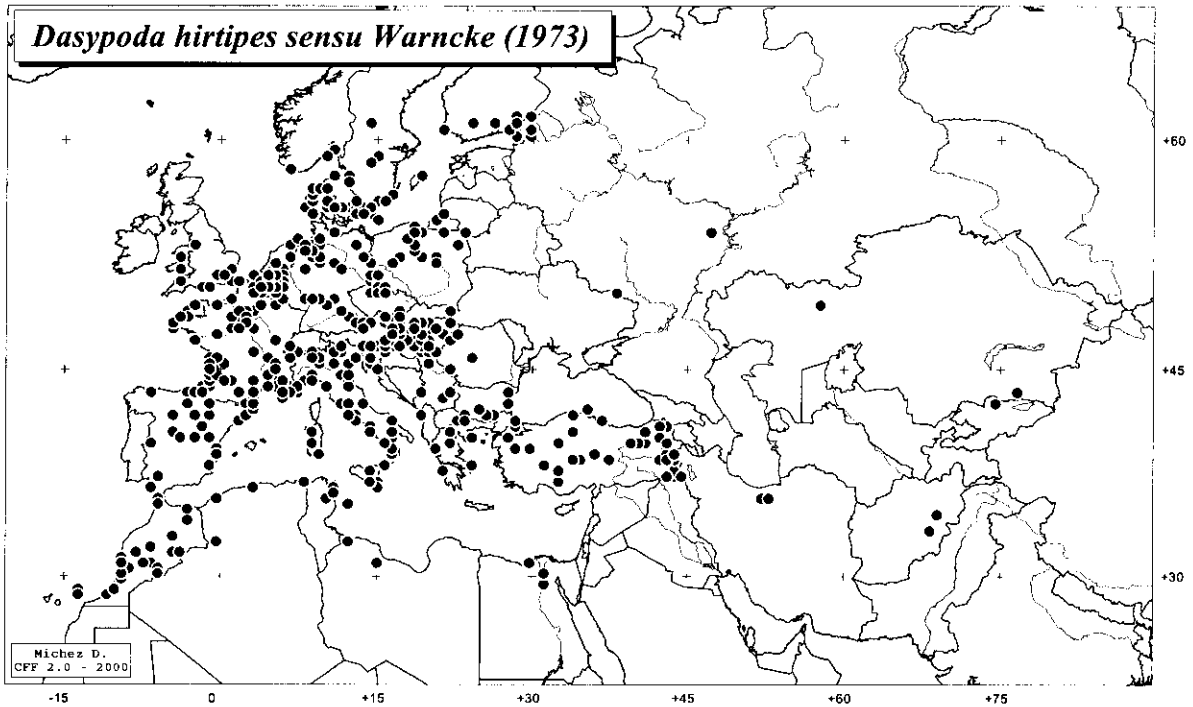 Dasypoda hirtipes sensu Warncke (1973)
+60
+45
+30
Michez D.
CFF 2.0 - 2000
-15 0 +15 +30 +45 +60 +75